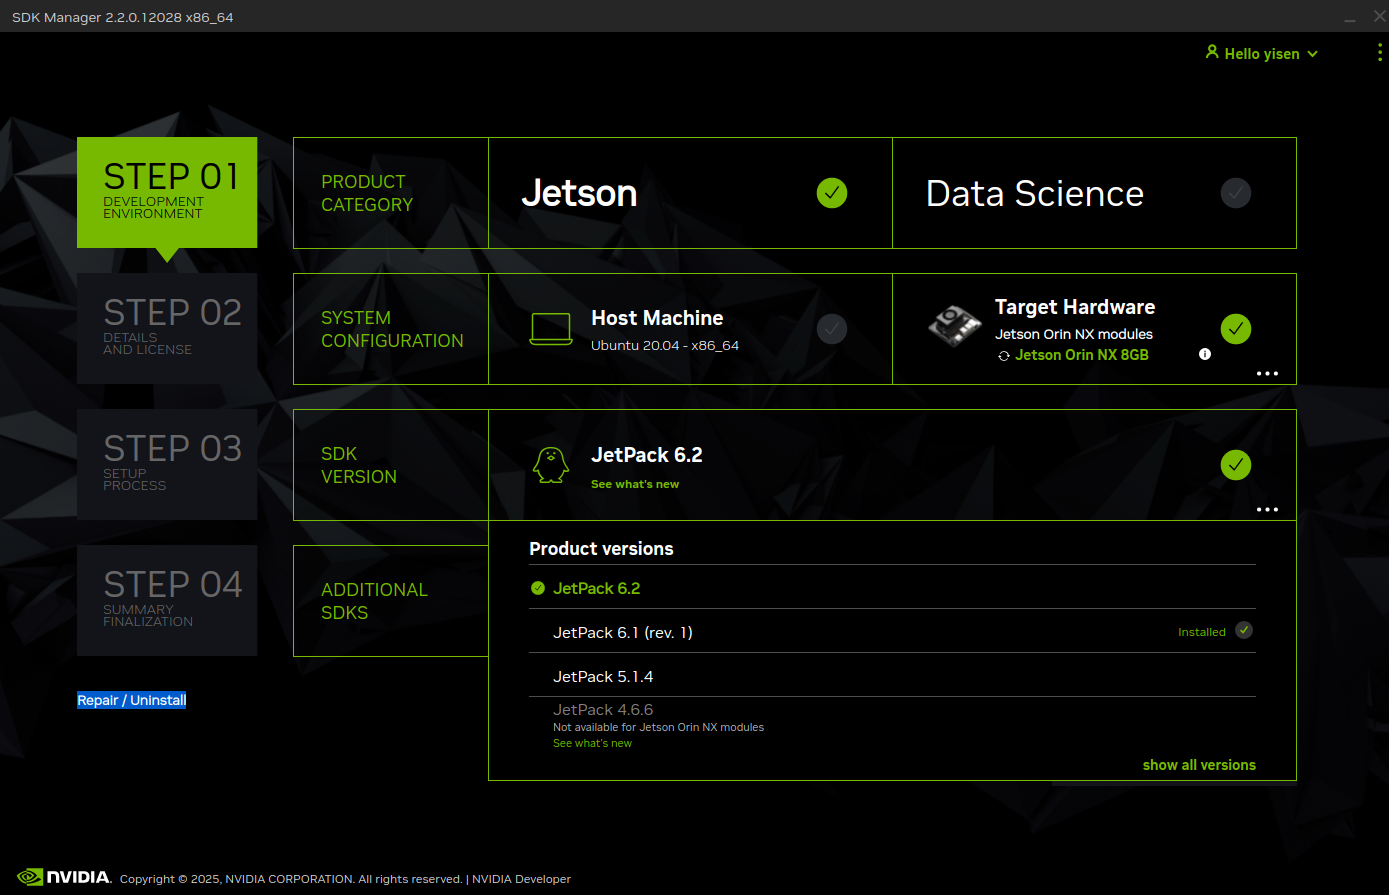 SDK Manager 2.2.0.12028 x86_64
Hello yisen
STEP 01
DEVELOPMENT
ENVIRONMENT
PRODUCT
CATEGORY
Jetson
Data Science
STEP 02
DETAILS
AND LICENSE
SYSTEM
CONFIGURATION
Host Machine
Ubuntu 20.04 - x86_64
Target Hardware
Jetson Orin NX modules
Jetson Orin NX 8GB
STEP 03
SETUP
PROCESS
SDK
VERSION
JetPack 6.2
See what's new
STEP 04
SUMMARY
FINALIZATION
ADDITIONAL
SDKS
Product versions
JetPack 6.2
JetPack 6.1 (rev. 1)
Installed
JetPack 5.1.4
JetPack 4.6.6
Not available for Jetson Orin NX modules
See what's new
show all versions
Repair / Uninstall
NVIDIA. Copyright © 2025, NVIDIA CORPORATION. All rights reserved. | NVIDIA Developer